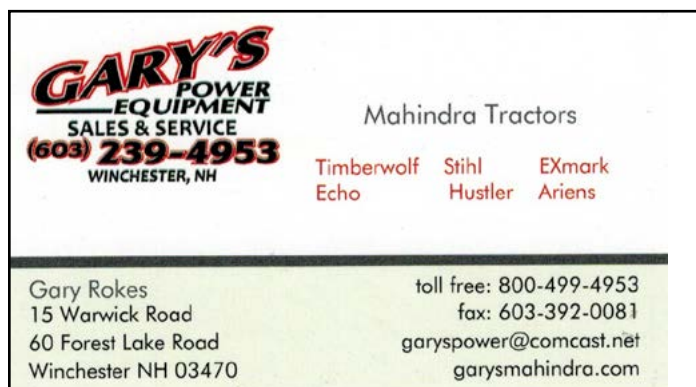 GARY'S
POWER
EQUIPMENT
SALES & SERVICE
(603) 239-4953
WINCHESTER, NH
Mahindra Tractors
Timberwolf Stihl EXmark
Echo Hustler Ariens
Gary Rokes
15 Warwick Road
60 Forest Lake Road
Winchester NH 03470
toll free: 800-499-4953
fax: 603-392-0081
garyspower@comcast.net
garysmahindra.com